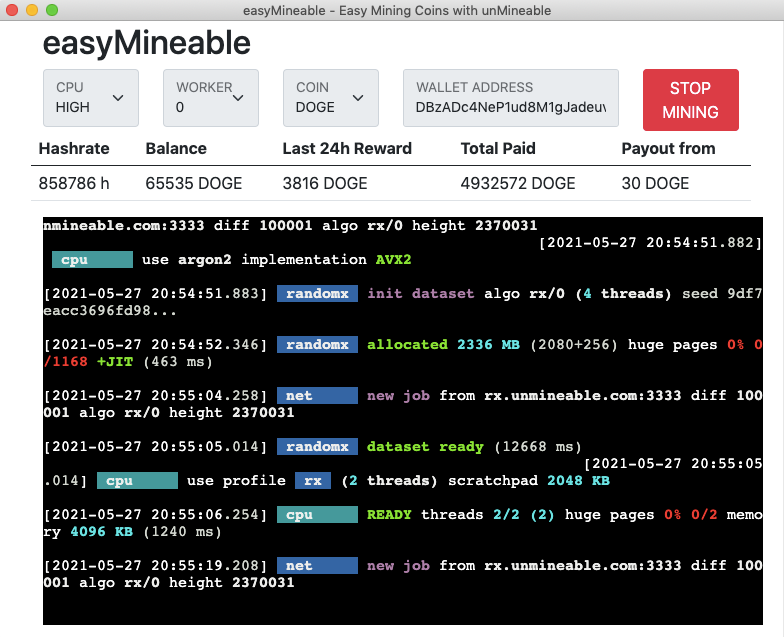 easyMineable - Easy Mining Coins with unMineable
easyMineable
CPU
HIGH
WORKER
0
COIN
DOGE
WALLET ADDRESS
DBzADc4NeP1ud8M1gJadeuv
STOP
MINING
Hashrate Balance Last 24h Reward Total Paid Payout from
858786 h 65535 DOGE 3816 DOGE 4932572 DOGE 30 DOGE
nmineable.com:3333 diff 100001 algo rx/0 height 2370031
[2021-05-27 20:54:51.882]
cpu use argon2 implementation AVX2
[2021-05-27 20:54:51.883] randomx init dataset algo rx/0 (4 threads) seed 9df7
eacc3696fd98...
[2021-05-27 20:54:52.346] randomx allocated 2336 MB (2080+256) huge pages 0% 0
/1168 +JIT (463 ms)
[2021-05-27 20:55:04.258] net new job from rx.unmineable.com:3333 diff 100
001 algo rx/0 height 2370031
[2021-05-27 20:55:05.014] randomx dataset ready (12668 ms)
[2021-05-27 20:55:05
.014] cpu use profile rx (2 threads) scratchpad 2048 KB
[2021-05-27 20:55:06.254] cpu READY threads 2/2 (2) huge pages 0% 0/2 memo
ry 4096 KB (1240 ms)
[2021-05-27 20:55:19.208] net new job from rx.unmineable.com:3333 diff 100
001 algo rx/0 height 2370031